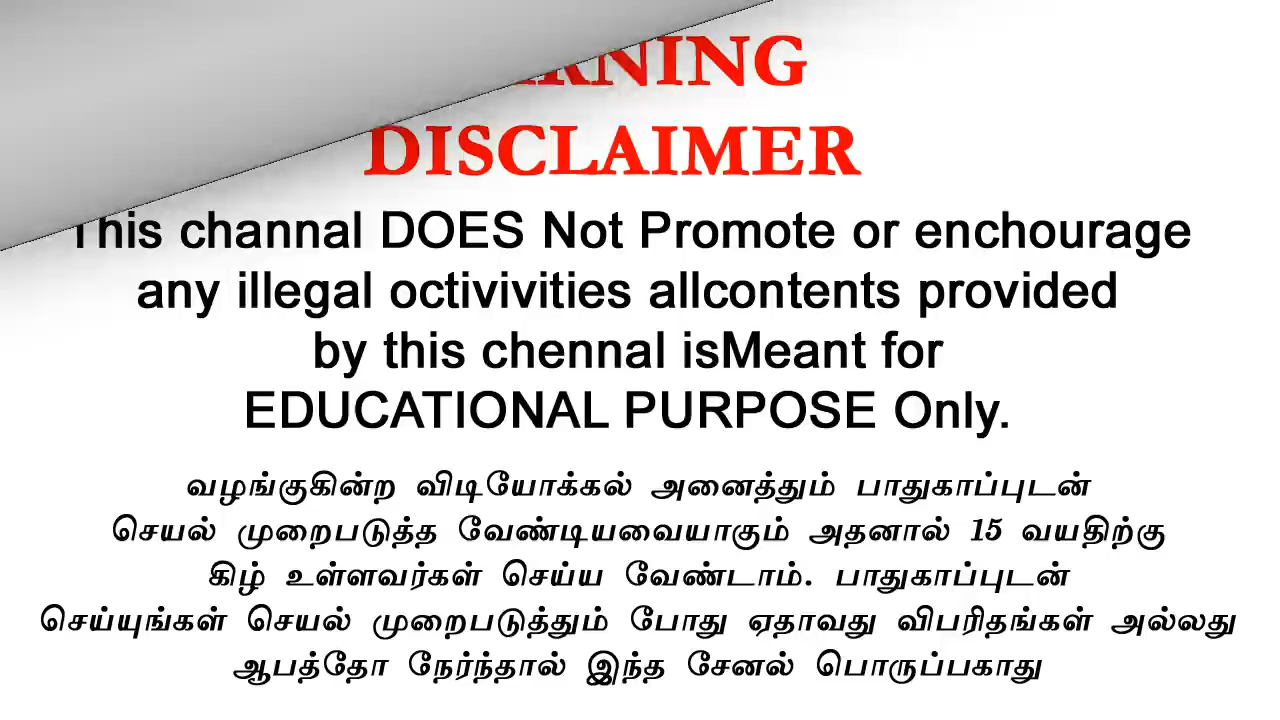 DISCLAIMER
This channal DOES Not Promote or enchourage
any illegal octivivities allcontents provided
by this chennal isMeant for
EDUCATIONAL PURPOSE Only.
வழங்குகின்ற விடியோக்கல் அனைத்தும் பாதுகாப்புடன்
செயல் முறைபடுத்த வேண்டியவையாகும் அதனால் 15 வயதிற்கு
கிழ் உள்ளவர்கள் செய்ய வேண்டாம். பாதுகாப்புடன்
செய்யுங்கள் செயல் முறைபடுத்தும் போது ஏதாவது விபரிதங்கள் அல்லது
ஆபத்தோ நேர்ந்தால் இந்த சேனல் பொருப்பகாது